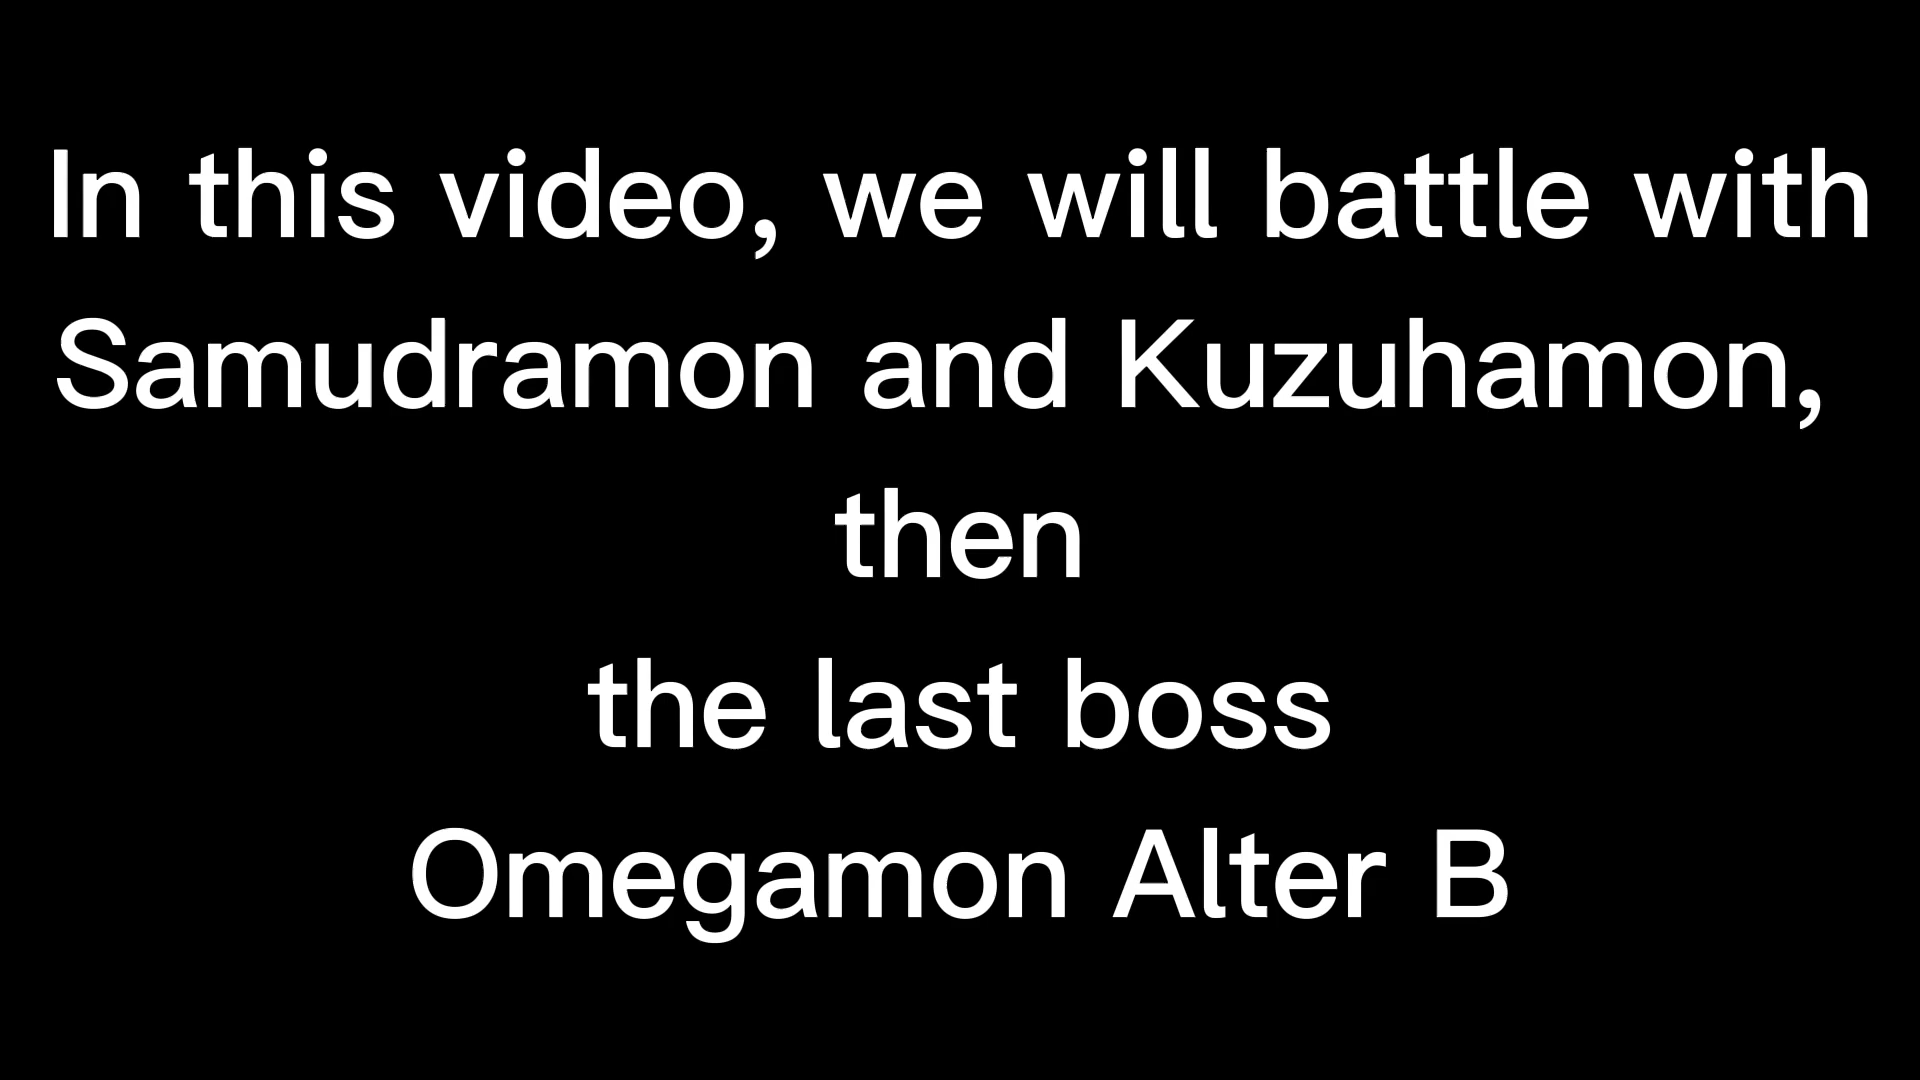 In this video, we will battle with
Samudramon and Kuzuhamon,
then
the last boss
Omegamon Alter B